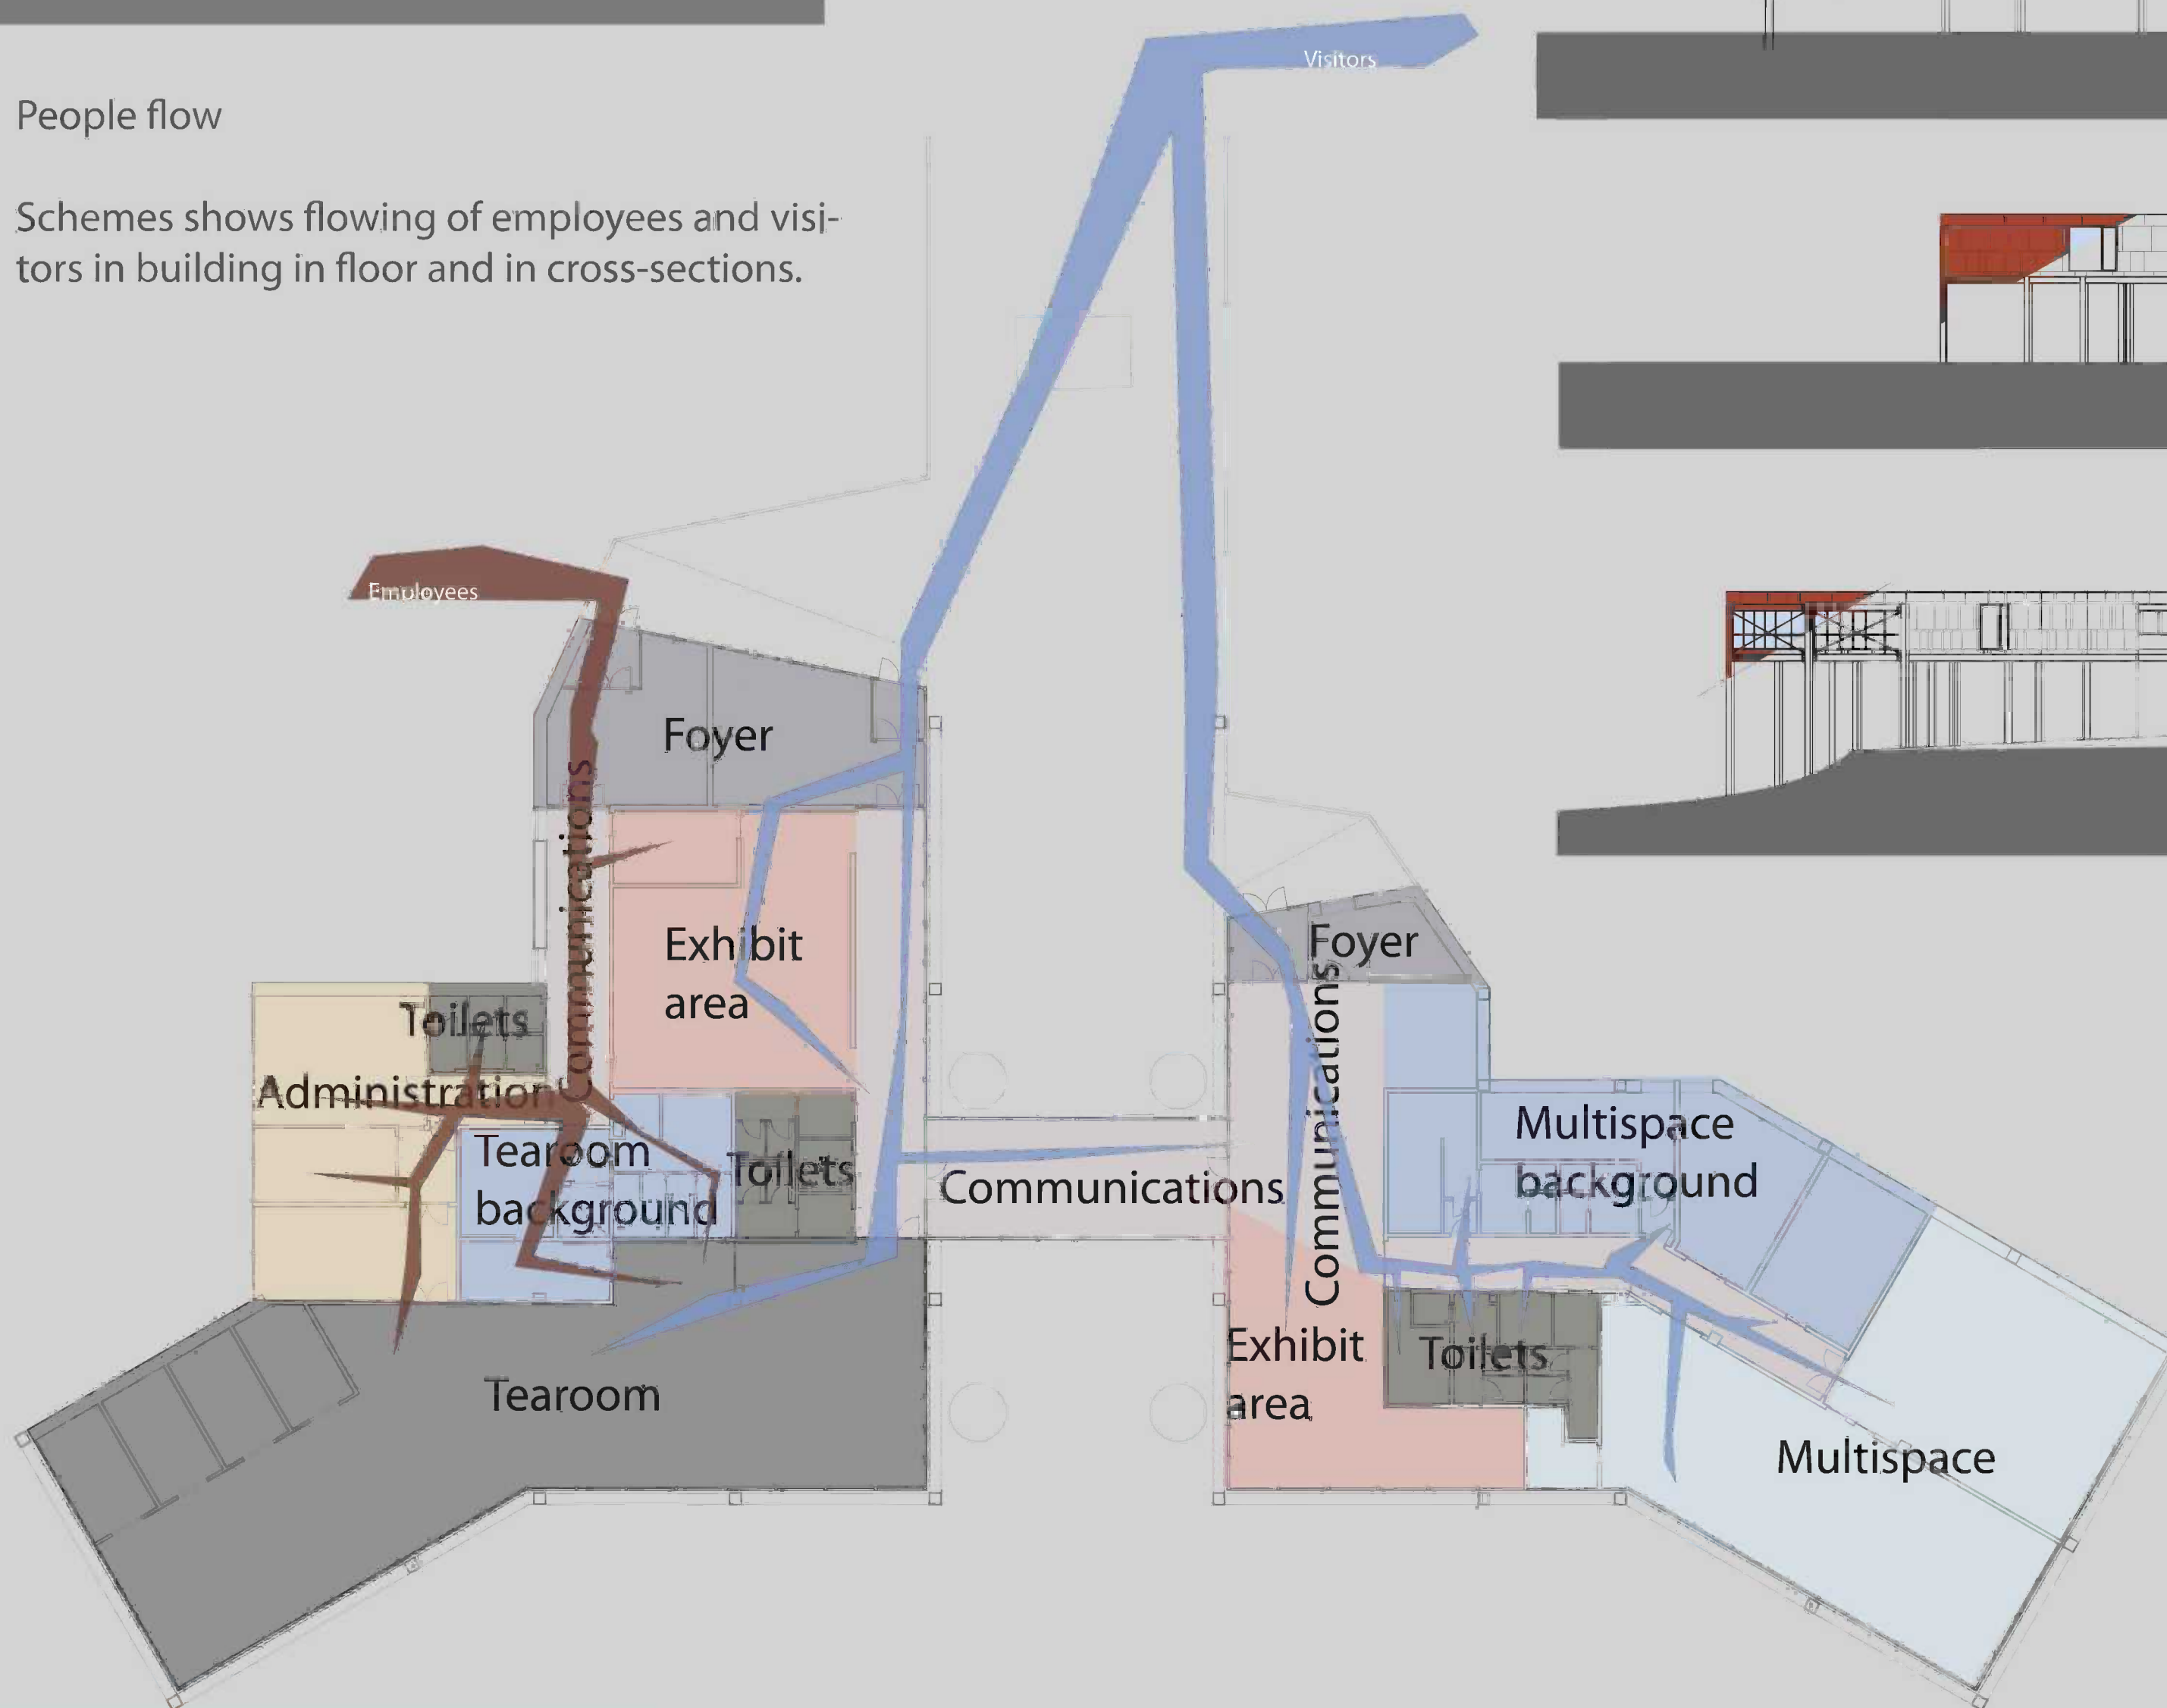 Visitors
People flow
Schemes shows flowing of employees and visi-
tors in building in floor and in cross-sections.
Employees
Foyer
Communications
Exhibit
area
Toilets
Administration
Tearoom
background
Toilets
Tearoom
Communications
Foyer
Communications
Multispace
background
Exhibit
area
Toilets
Multispace